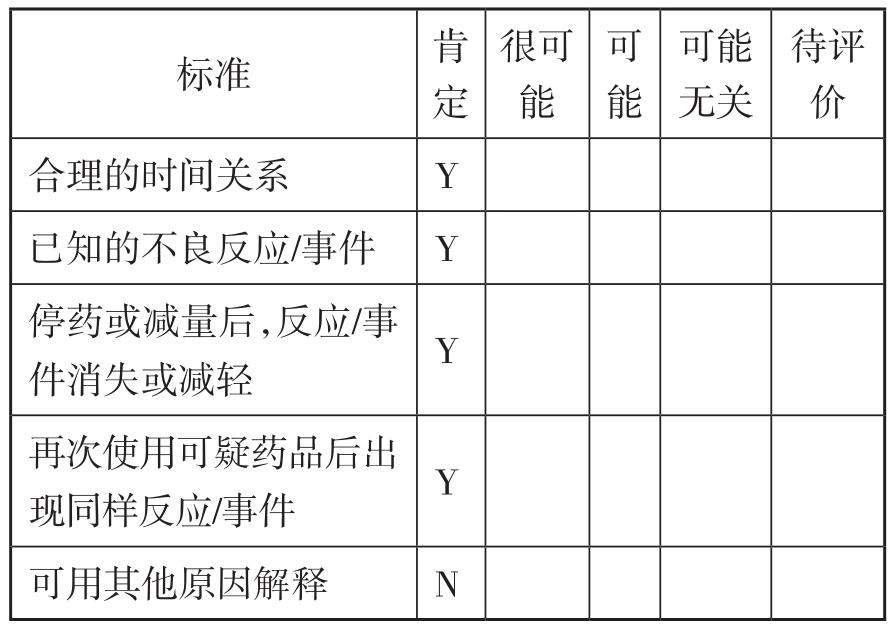 标准 肯定 很可能 可能 可能无关 待评价
合理的时间关系 Y
已知的不良反应/事件 Y
停药或减量后,反应/事
件消失或减轻 Y
再次使用可疑药品后出
现同样反应/事件 Y
可用其他原因解释 N